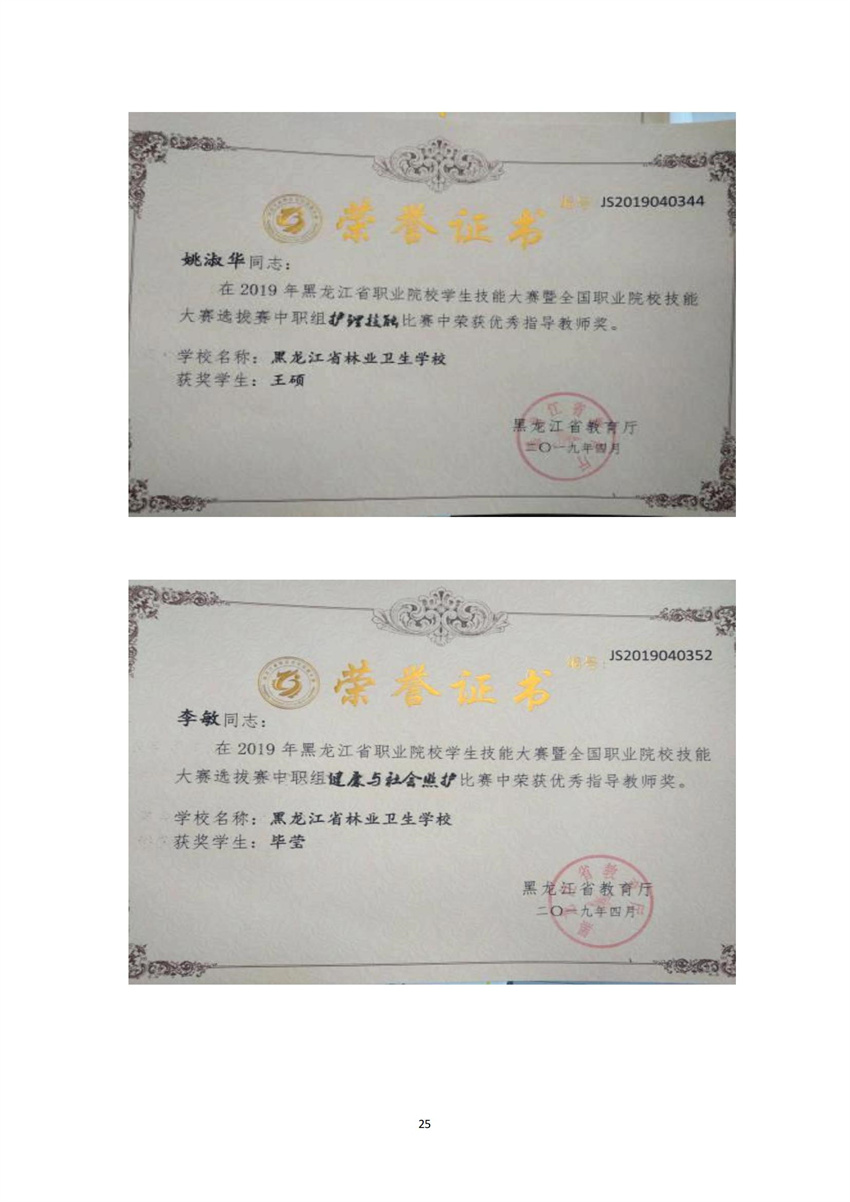 编号 JS2019040344
荣誉证书
姚淑华同志：
在 2019 年黑龙江省职业院校学生技能大赛暨全国职业院校技能
大赛选拔赛中职组护理技能比赛中荣获优秀指导教师奖。
学校名称：黑龙江省林业卫生学校
获奖学生：王硕
黑龙江省教育厅
二〇一九年四月
编号：JS2019040352
荣誉证书
李敏同志：
在 2019 年黑龙江省职业院校学生技能大赛暨全国职业院校技能
大赛选拔赛中职组健康与社会照护比赛中荣获优秀指导教师奖。
学校名称：黑龙江省林业卫生学校
获奖学生：毕莹
黑龙江省教育厅
二〇一九年四月
25